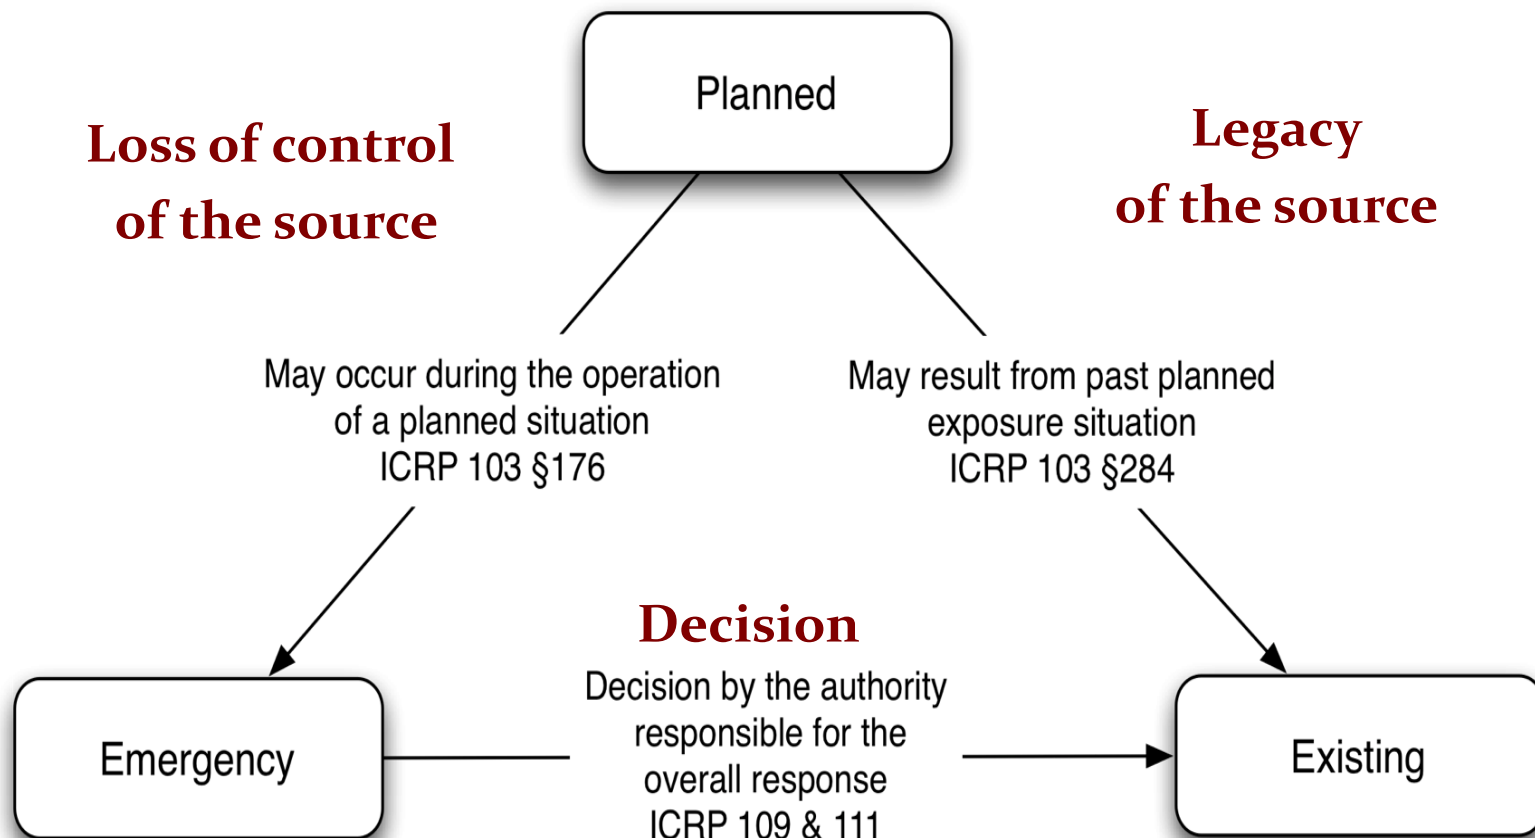 Planned
Loss of control
of the source
Legacy
of the source
May occur during the operation
of a planned situation
ICRP 103 §176
May result from past planned
exposure situation
ICRP 103 §284
Decision
Decision by the authority
responsible for the
overall response
ICRP 109 & 111
Emergency
Existing